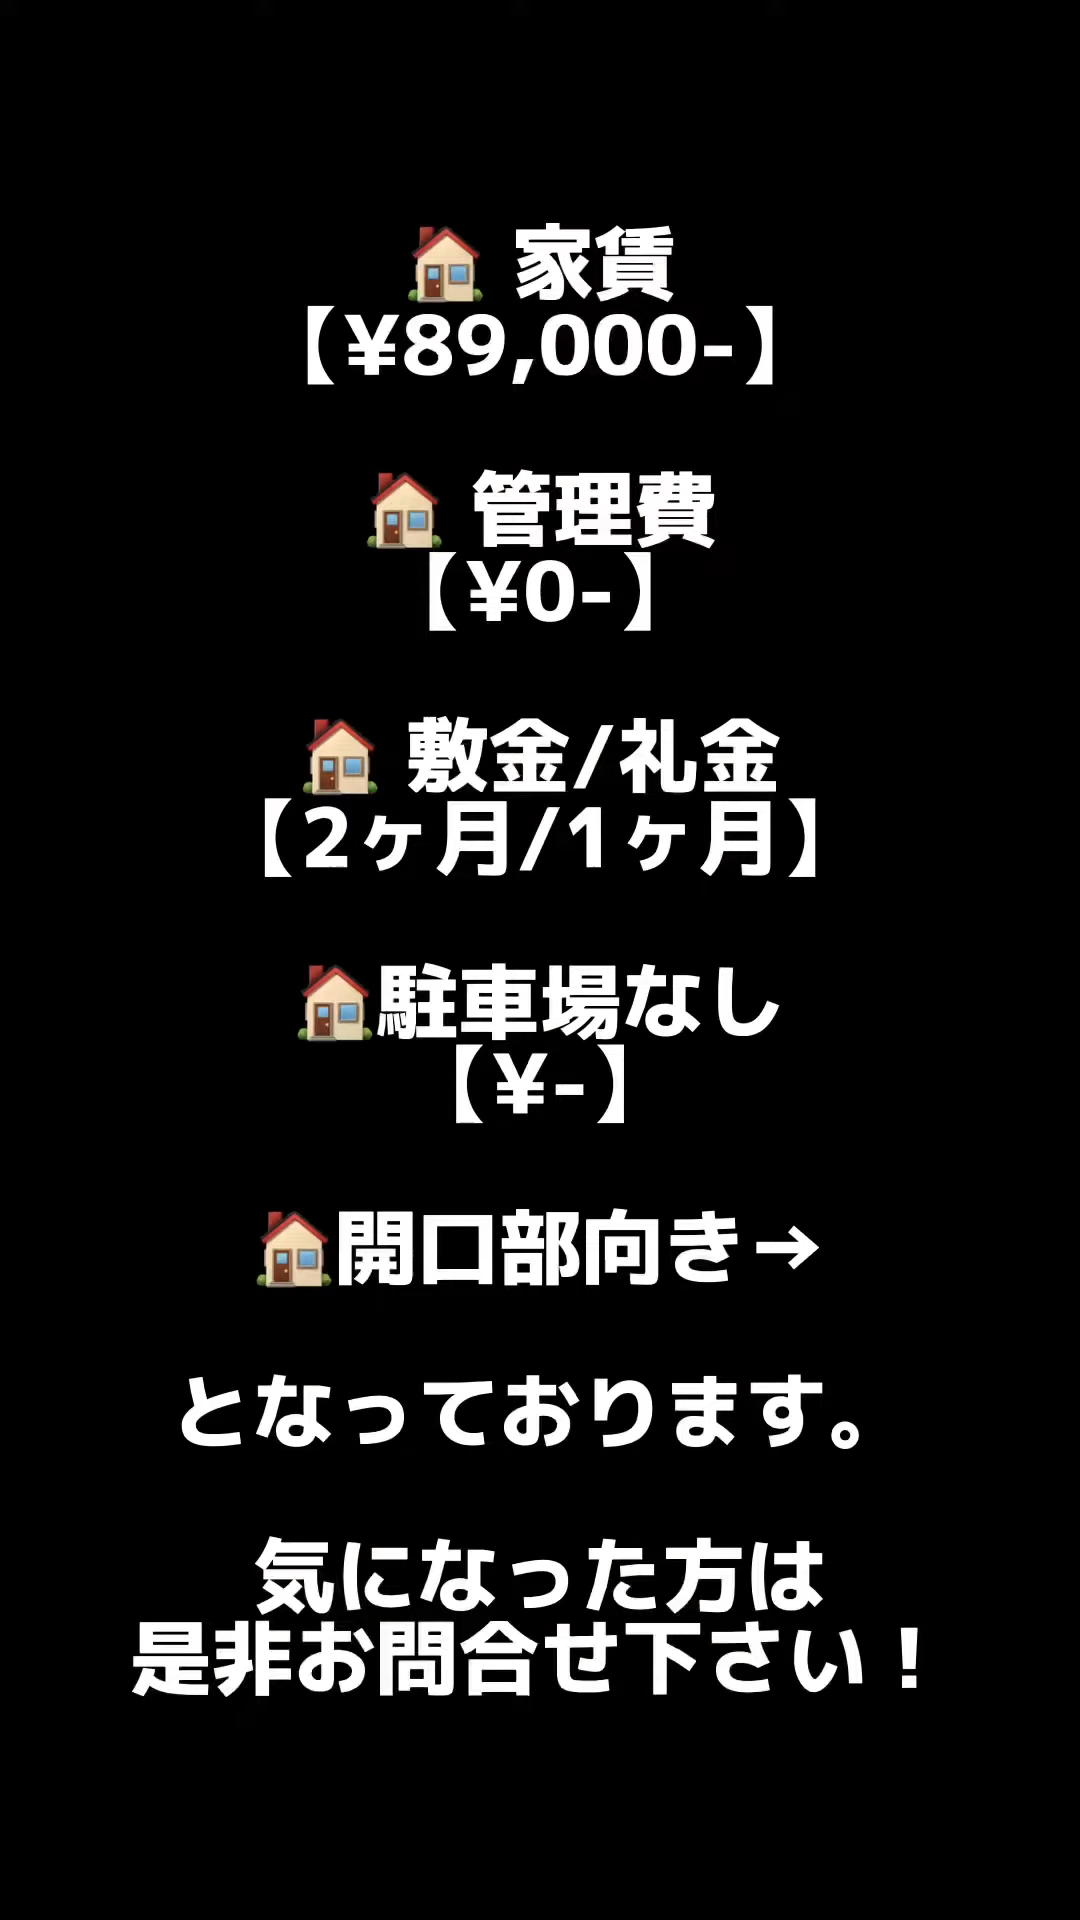 🏠 家賃
【¥89,000-】
🏠 管理費
【¥0-】
🏠 敷金/礼金
【2ヶ月/1ヶ月】
🏠駐車場なし
【¥-】
🏠開口部向き→
となっております。
気になった方は
是非お問合せ下さい！